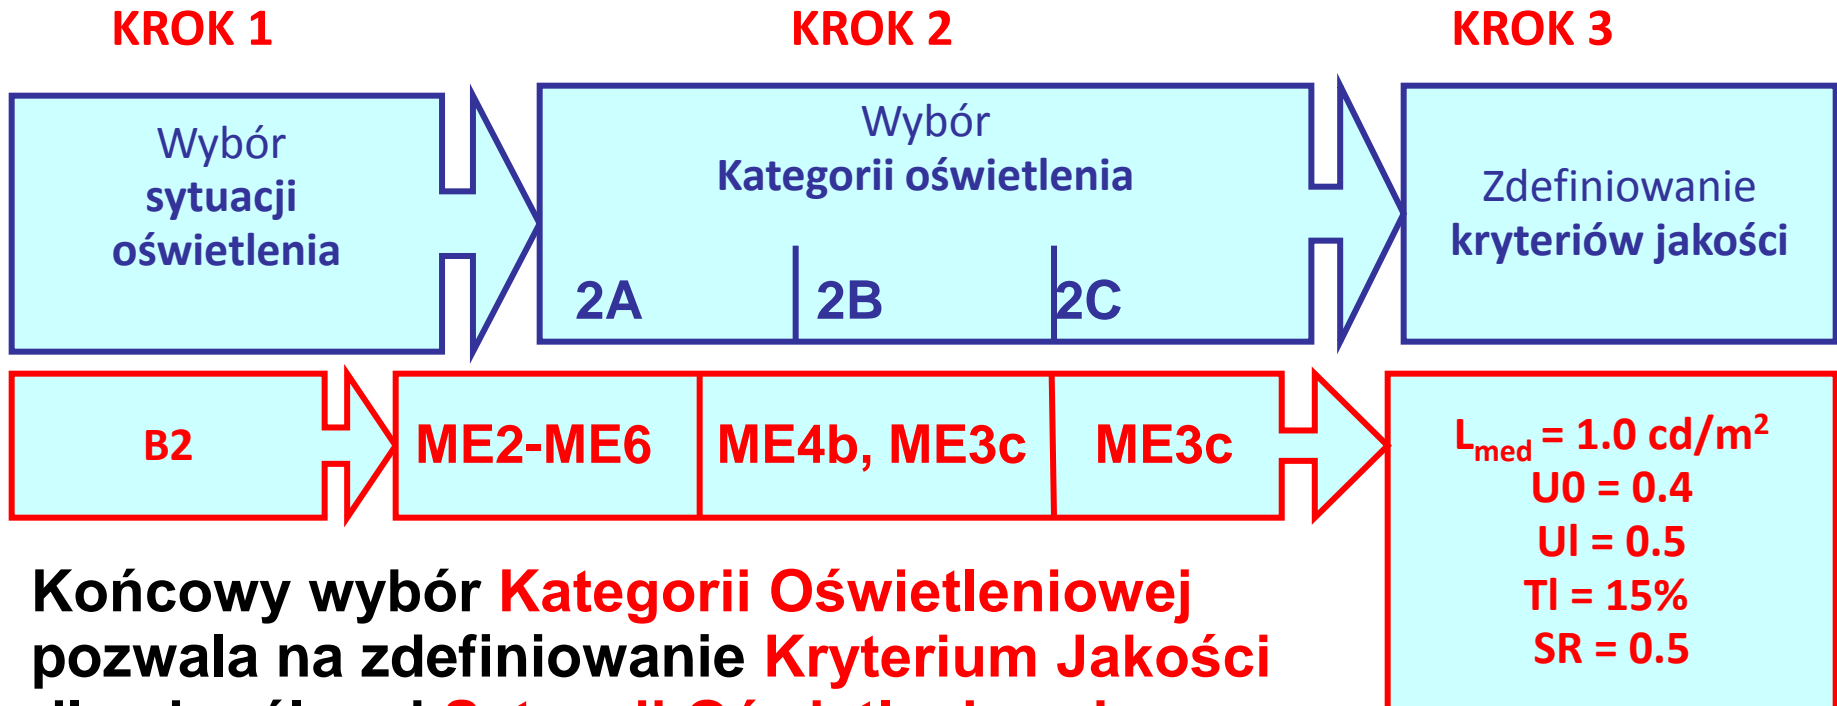 KROK 1
KROK 2
KROK 3
Wybór
sytuacji
oświetlenia
Wybór
Kategorii oświetlenia
2A
2B
2C
Zdefiniowanie
kryteriów jakości
B2
ME2-ME6
ME4b, ME3c
ME3c
Lmed = 1.0 cd/m²
U0 = 0.4
Ul = 0.5
Tl = 15%
SR = 0.5
Końcowy wybór Kategorii Oświetleniowej
pozwala na zdefiniowanie Kryterium Jakości